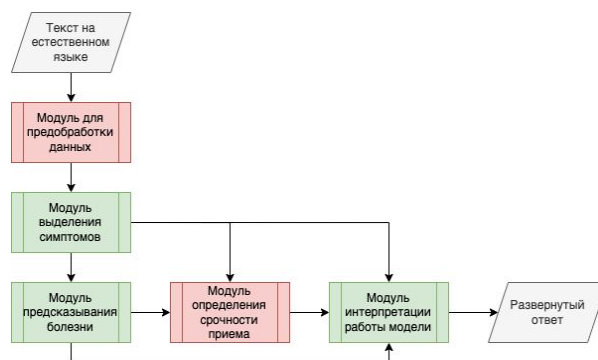 Текст на
естественном
языке
Модуль для
предобработки
данных
Модуль
выделения
симптомов
Модуль
предсказывания
болезни
Модуль
определения
срочности
приема
Модуль
интерпретации
работы модели
Развернутый
ответ